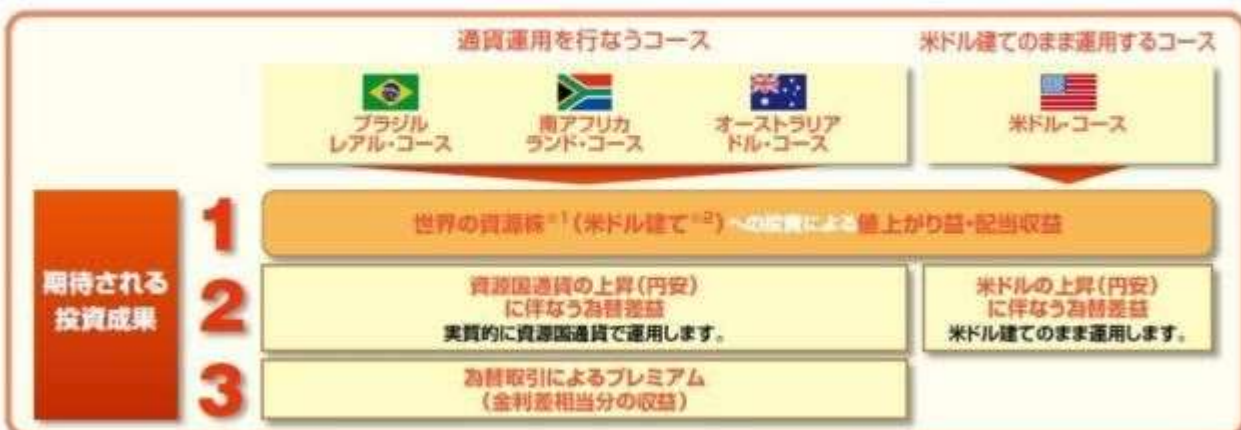 通貨運用を行なうコース
米ドル建てのまま運用するコース
ブラジル
レアル・コース
南アフリカ
ランド・コース
オーストラリア
ドル・コース
米ドル・コース
期待される
投資成果
1
世界の資源株※1(米ドル建て※2)への投資による値上がり益・配当収益
2
資源国通貨の上昇(円安)
に伴なう為替差益
実質的に資源国通貨で運用します。
米ドルの上昇(円安)
に伴なう為替差益
米ドル建てのまま運用します。
3
為替取引によるプレミアム
(金利差相当分の収益)